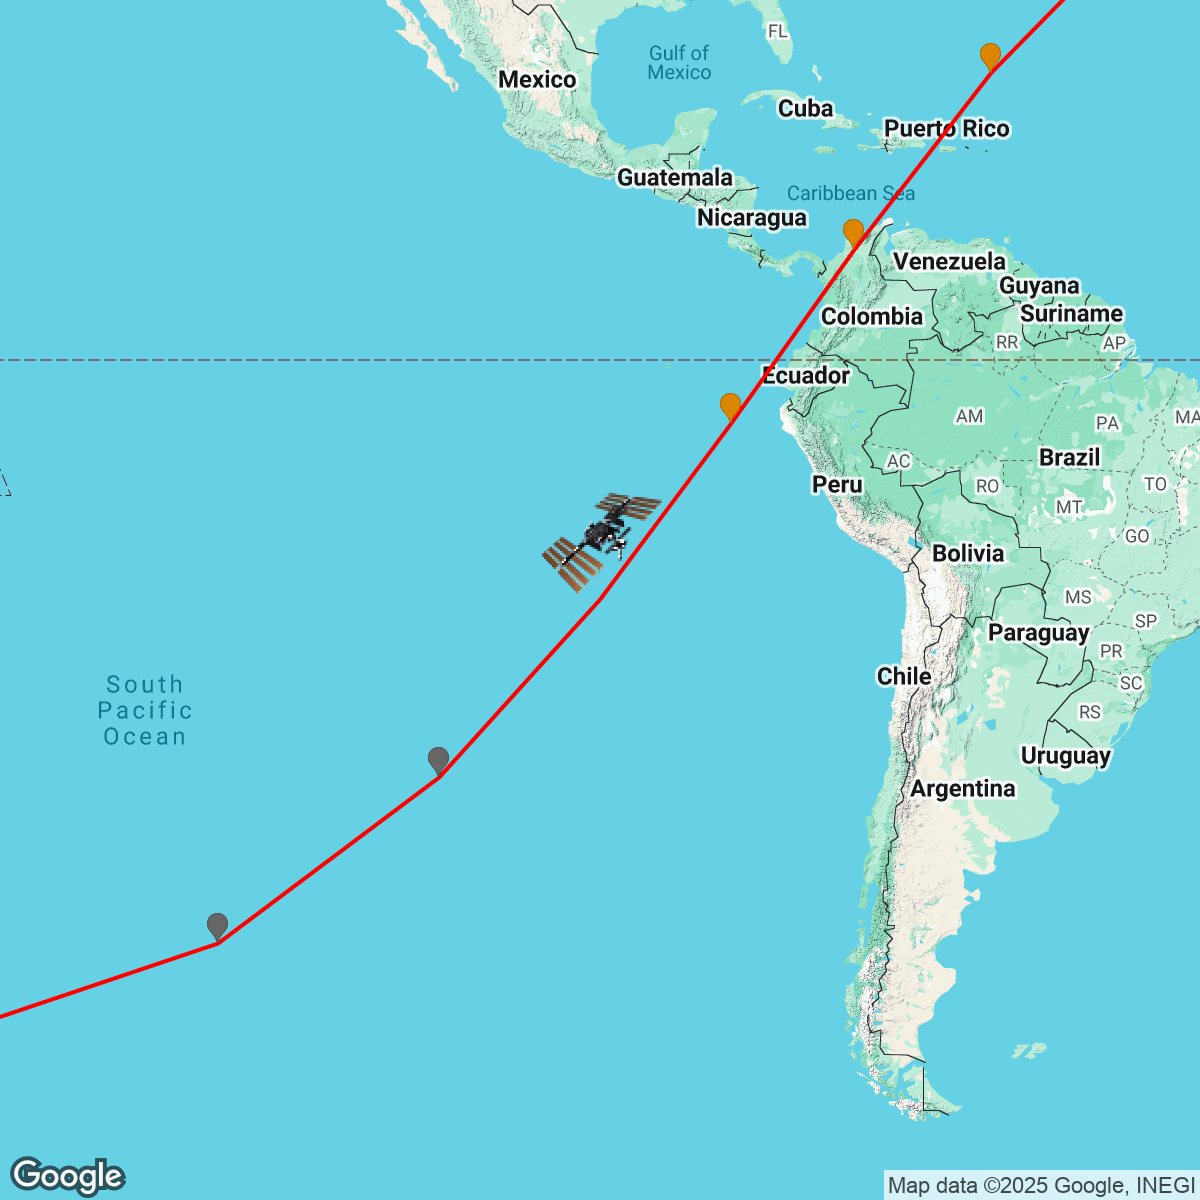 FL
Gulf of
Mexico
Mexico
Cuba
Puerto Rico
Guatemala
Caribbean Sea
Nicaragua
Venezuela
Guyana
Suriname
Colombia
RR
AP
Ecuador
AM
MA
PA
Brazil
AC
Peru
RO
TO
MT
GO
Bolivia
MS
SP
Paraguay
PR
Chile
SC
South
Pacific
Ocean
RS
Uruguay
Argentina
Google
Map data ©2025 Google, INEGI